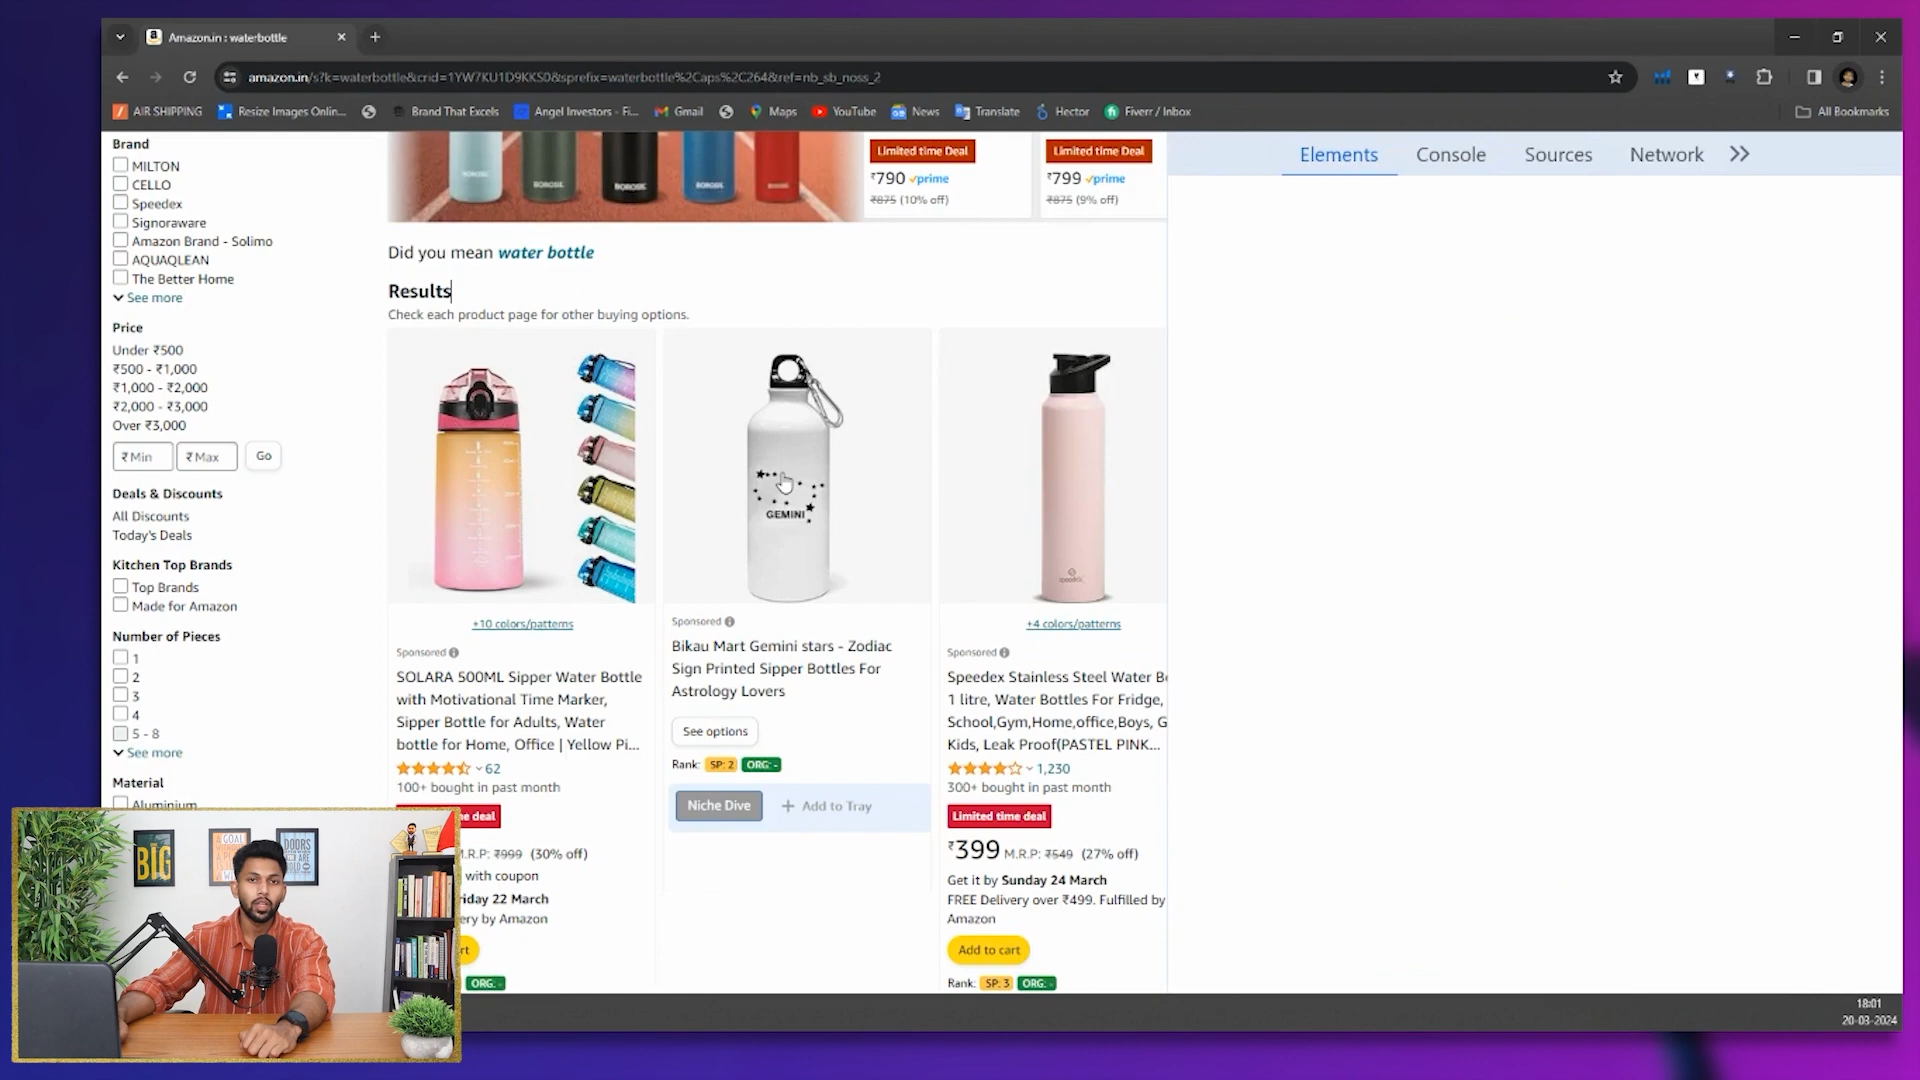 Amazon.in : waterbottle
amazon.in/s?k=waterbottle&crid=1YW7KU1D9KKS0&sprefix=waterbottle%2Caps%2C264&ref=nb_sb_noss_2
AIR SHIPPING
Resize Images Onlin...
Brand That Excels
Angel Investors - Fi...
Gmail
Maps
YouTube
News
Translate
Hector
Fiverr / Inbox
All Bookmarks
Brand
MILTON
CELLO
Speedex
Signoraware
Amazon Brand - Solimo
AQUAQLEAN
The Better Home
See more
Price
Under ₹500
₹500 - ₹1,000
₹1,000 - ₹2,000
₹2,000 - ₹3,000
Over ₹3,000
₹ Min
₹ Max
Go
Deals & Discounts
All Discounts
Today's Deals
Kitchen Top Brands
Top Brands
Made for Amazon
Number of Pieces
1
2
3
4
5 - 8
See more
Material
Aluminium
BOROSIL
BOROSIL
BOROSIL
BOROSIL
Limited time Deal
₹790 prime
₹875 (10% off)
Limited time Deal
₹799 prime
₹875 (9% off)
Did you mean water bottle
Results
Check each product page for other buying options.
+10 colors/patterns
Sponsored
SOLARA 500ML Sipper Water Bottle
with Motivational Time Marker,
Sipper Bottle for Adults, Water
bottle for Home, Office | Yellow Pi...
62
100+ bought in past month
me deal
M.R.P: ₹999 (30% off)
with coupon
riday 22 March
ery by Amazon
rt
ORG: -
GEMINI
Sponsored
Bikau Mart Gemini stars - Zodiac
Sign Printed Sipper Bottles For
Astrology Lovers
See options
Rank: SP: 2 ORG: -
Niche Dive
+ Add to Tray
+4 colors/patterns
Sponsored
Speedex Stainless Steel Water B
1 litre, Water Bottles For Fridge,
School,Gym,Home,office,Boys, G
Kids, Leak Proof(PASTEL PINK...
1,230
300+ bought in past month
Limited time deal
₹399 M.R.P: ₹549 (27% off)
Get it by Sunday 24 March
FREE Delivery over ₹499. Fulfilled by
Amazon
Add to cart
Rank: SP: 3 ORG: -
Elements
Console
Sources
Network
BIG
A GOAL
DOORS
18:01
20-03-2024